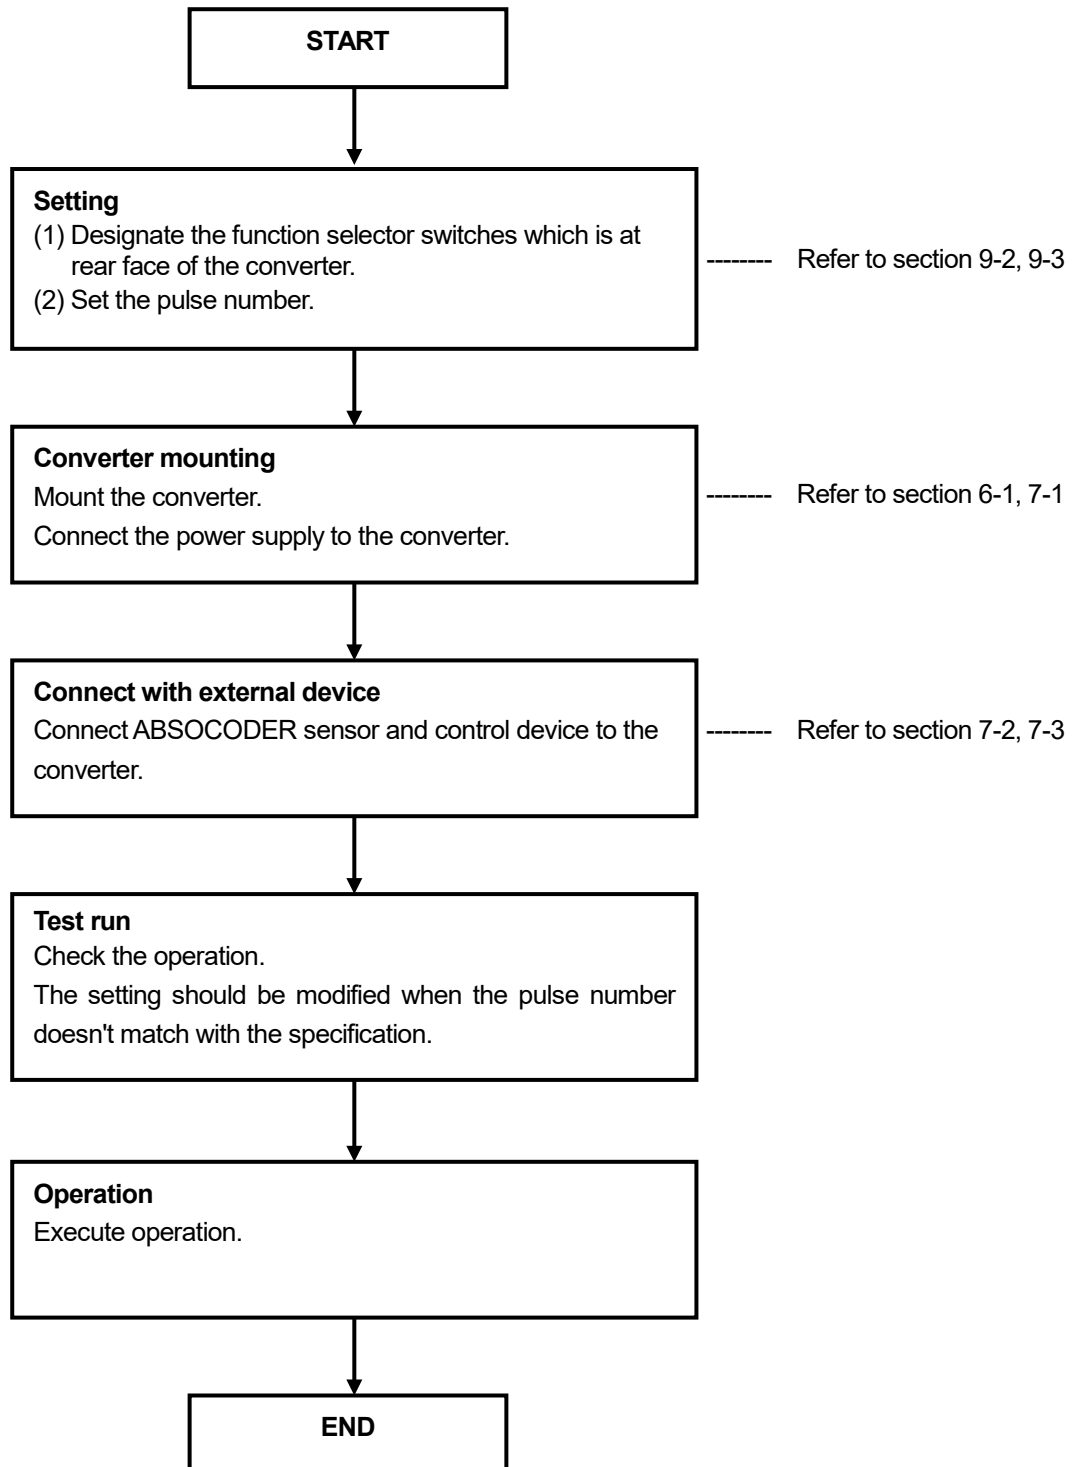 START
Setting
(1) Designate the function selector switches which is at
rear face of the converter.
(2) Set the pulse number.
-------- Refer to section 9-2, 9-3
Converter mounting
Mount the converter.
Connect the power supply to the converter.
-------- Refer to section 6-1, 7-1
Connect with external device
Connect ABSOCODER sensor and control device to the
converter.
-------- Refer to section 7-2, 7-3
Test run
Check the operation.
The setting should be modified when the pulse number
doesn't match with the specification.
Operation
Execute operation.
END